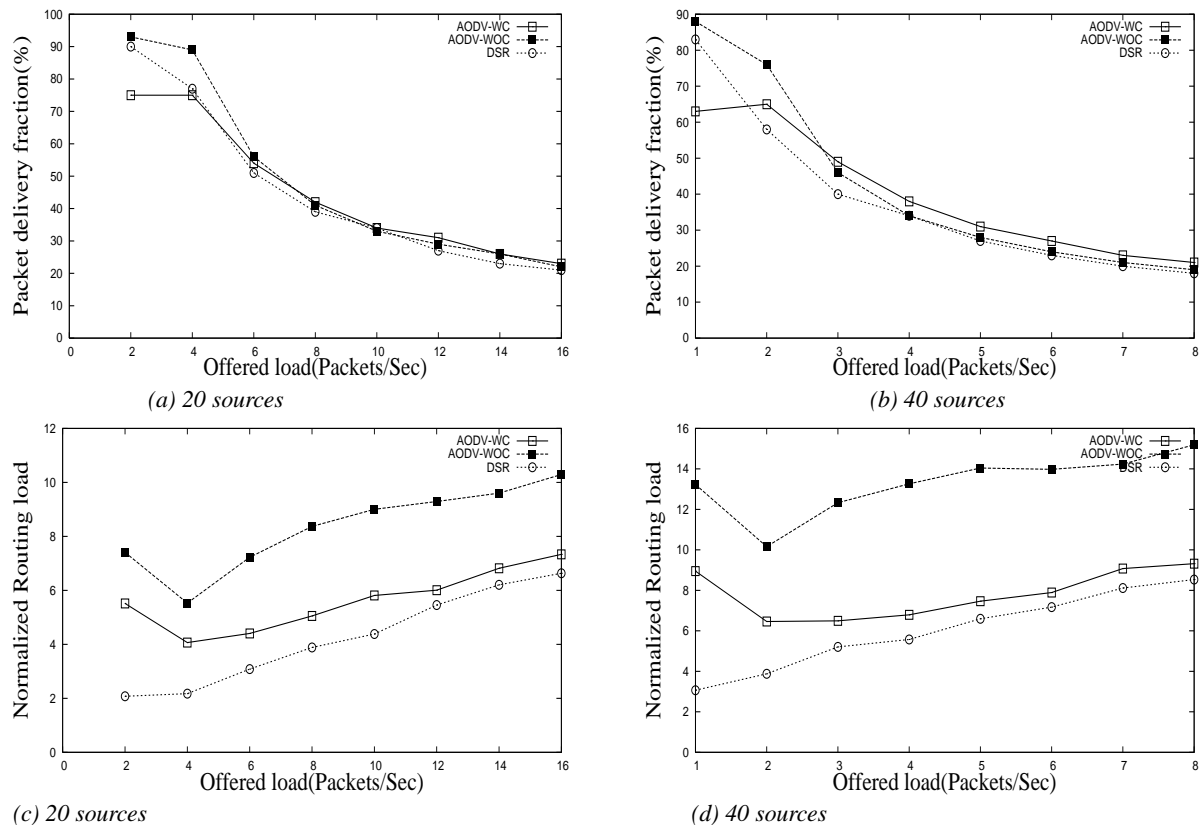 Packet delivery fraction(%)
100
90
80
70
60
50
40
30
20
10
0
AODV-WC
AODV-WOC
DSR
0 2 4 6 8 10 12 14 16
Offered load(Packets/Sec)
(a) 20 sources
Packet delivery fraction(%)
90
80
70
60
50
40
30
20
10
0
AODV-WC
AODV-WOC
DSR
1 2 3 4 5 6 7 8
Offered load(Packets/Sec)
(b) 40 sources
Normalized Routing load
12
10
8
6
4
2
0
AODV-WC
AODV-WOC
DSR
0 2 4 6 8 10 12 14 16
Offered load(Packets/Sec)
(c) 20 sources
Normalized Routing load
16
14
12
10
8
6
4
2
0
AODV-WC
AODV-WOC
DSR
1 2 3 4 5 6 7 8
Offered load(Packets/Sec)
(d) 40 sources